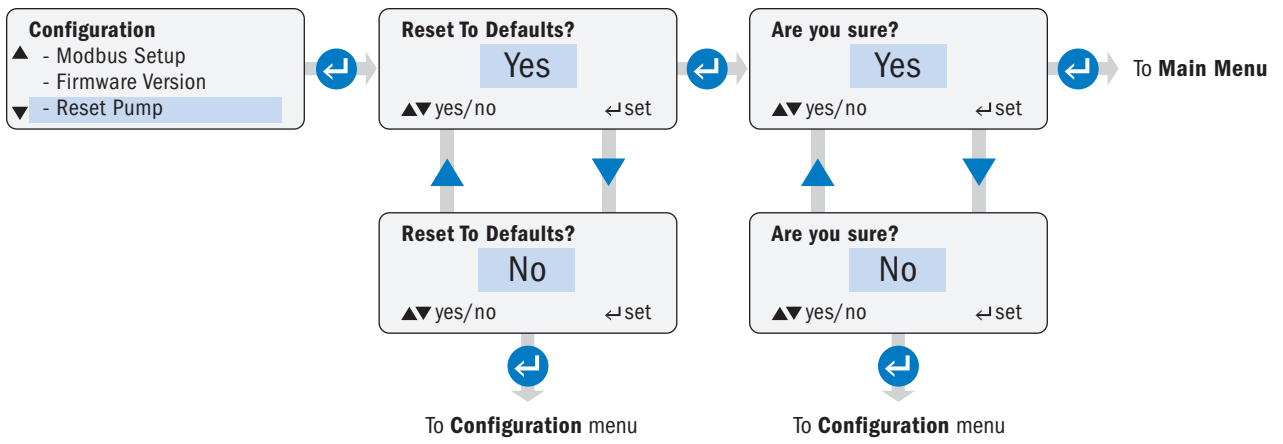 Configuration
- Modbus Setup
- Firmware Version
- Reset Pump
Reset To Defaults?
Yes
▲▼ yes/no ↵ set
Are you sure?
Yes
▲▼ yes/no ↵ set
To Main Menu
Reset To Defaults?
No
▲▼ yes/no ↵ set
Are you sure?
No
▲▼ yes/no ↵ set
To Configuration menu
To Configuration menu